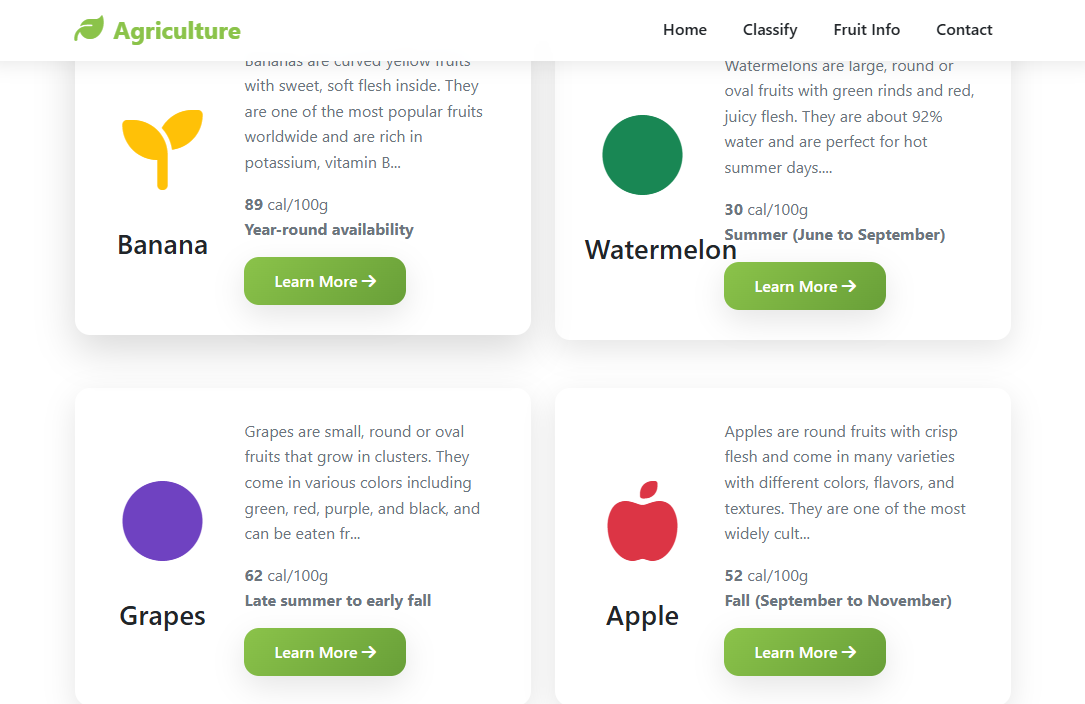 Agriculture
Home
Classify
Fruit Info
Contact
Bananas are curved yellow fruits
with sweet, soft flesh inside. They
are one of the most popular fruits
worldwide and are rich in
potassium, vitamin B...
89 cal/100g
Year-round availability
Banana
Learn More
Watermelons are large, round or
oval fruits with green rinds and red,
juicy flesh. They are about 92%
water and are perfect for hot
summer days....
30 cal/100g
Summer (June to September)
Watermelon
Learn More
Grapes are small, round or oval
fruits that grow in clusters. They
come in various colors including
green, red, purple, and black, and
can be eaten fr...
62 cal/100g
Late summer to early fall
Grapes
Learn More
Apples are round fruits with crisp
flesh and come in many varieties
with different colors, flavors, and
textures. They are one of the most
widely cult...
52 cal/100g
Fall (September to November)
Apple
Learn More